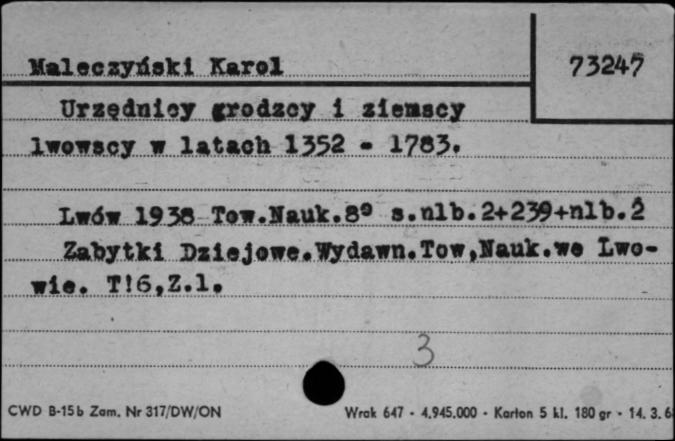 Maleczyński Karol
73247
Urzędnicy grodzcy i ziemscy
lwowscy w latach 1352 - 1783.
Lwów 1938 Tow.Nauk.8° s.nlb.2+239+nlb.2
Zabytki Dziejowe.Wydawn.Tow,Nauk.we Lwo-
wie. T!6,Z.1.
3
CWD B-15b Zam. Nr 317/DW/ON
Wrak 647 - 4.945.000 - Karton 5 kl. 180 gr - 14. 3. 6